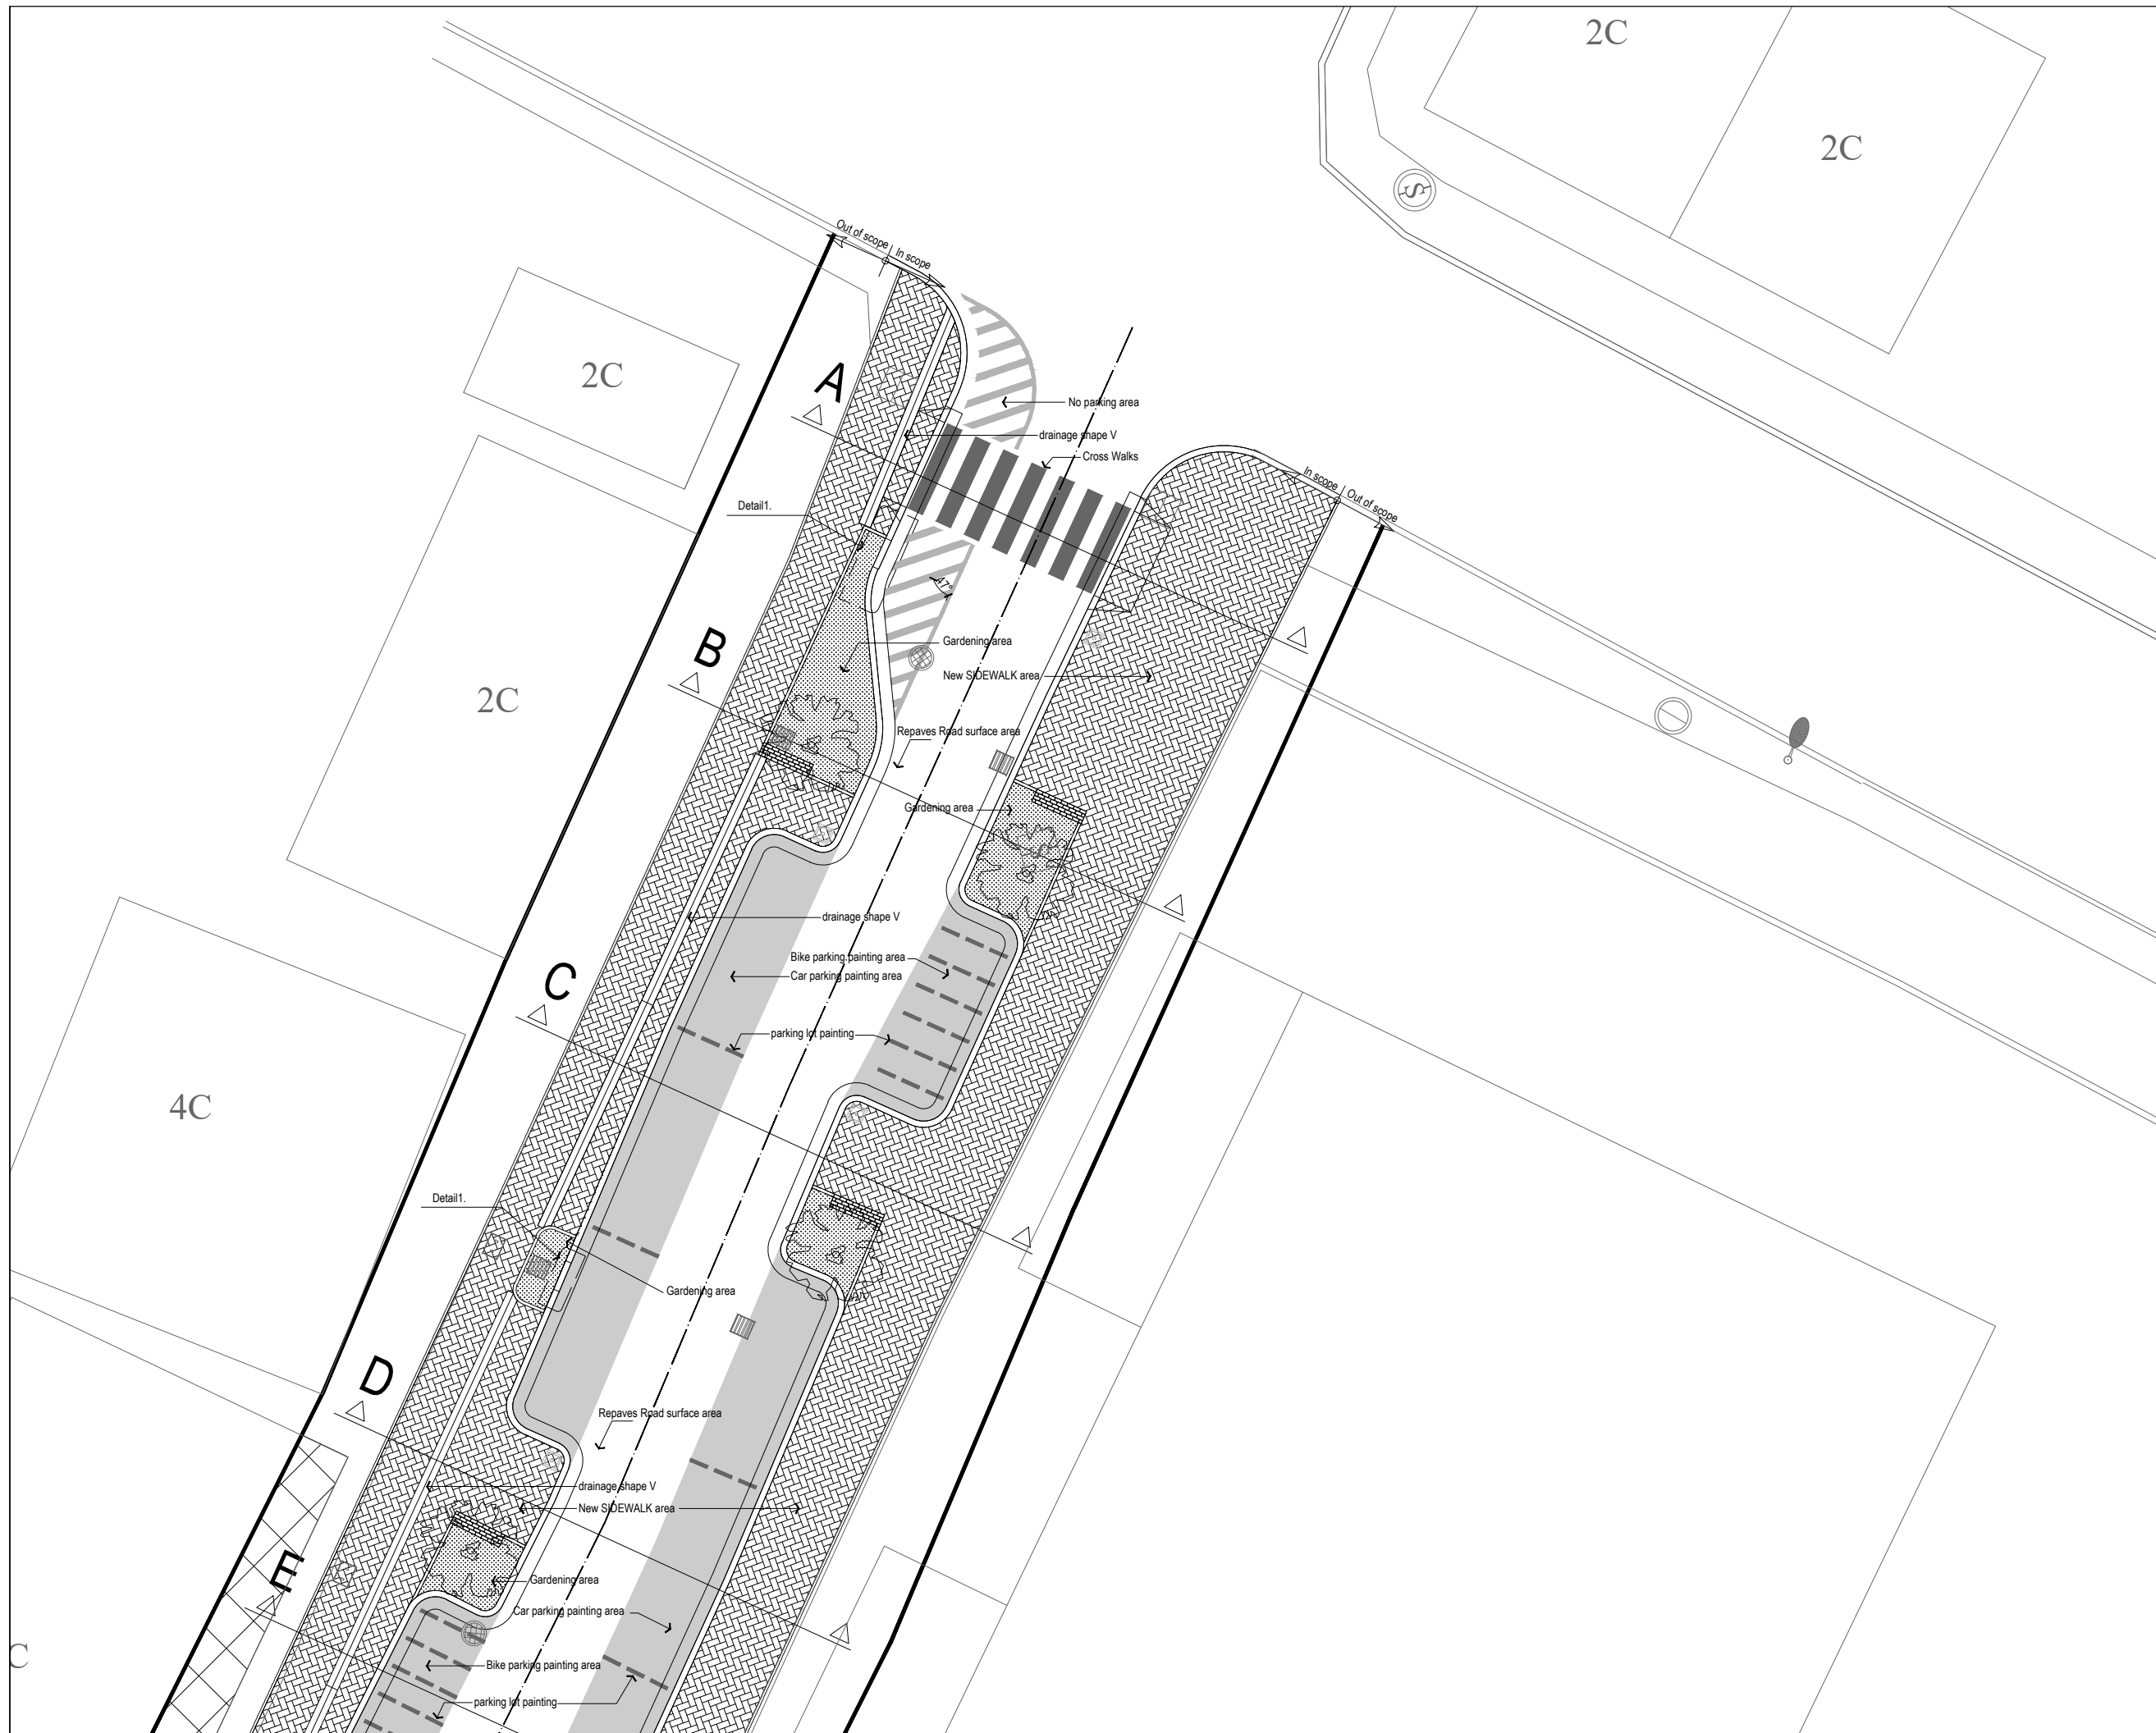 2C
2C
Out of scope
In scope
A
2C
No parking area
drainage shape V
Cross Walks
In scope
Out of scope
Detail1.
47°
B
Gardening area
New SIDEWALK area
2C
Repaves Road surface area
Gardening area
drainage shape V
C
Bike parking painting area
Car parking painting area
parking lot painting
4C
Detail1.
Gardening area
D
Repaves Road surface area
drainage shape V
New SIDEWALK area
E
Gardening area
Car parking painting area
C
Bike parking painting area
parking lot painting
S